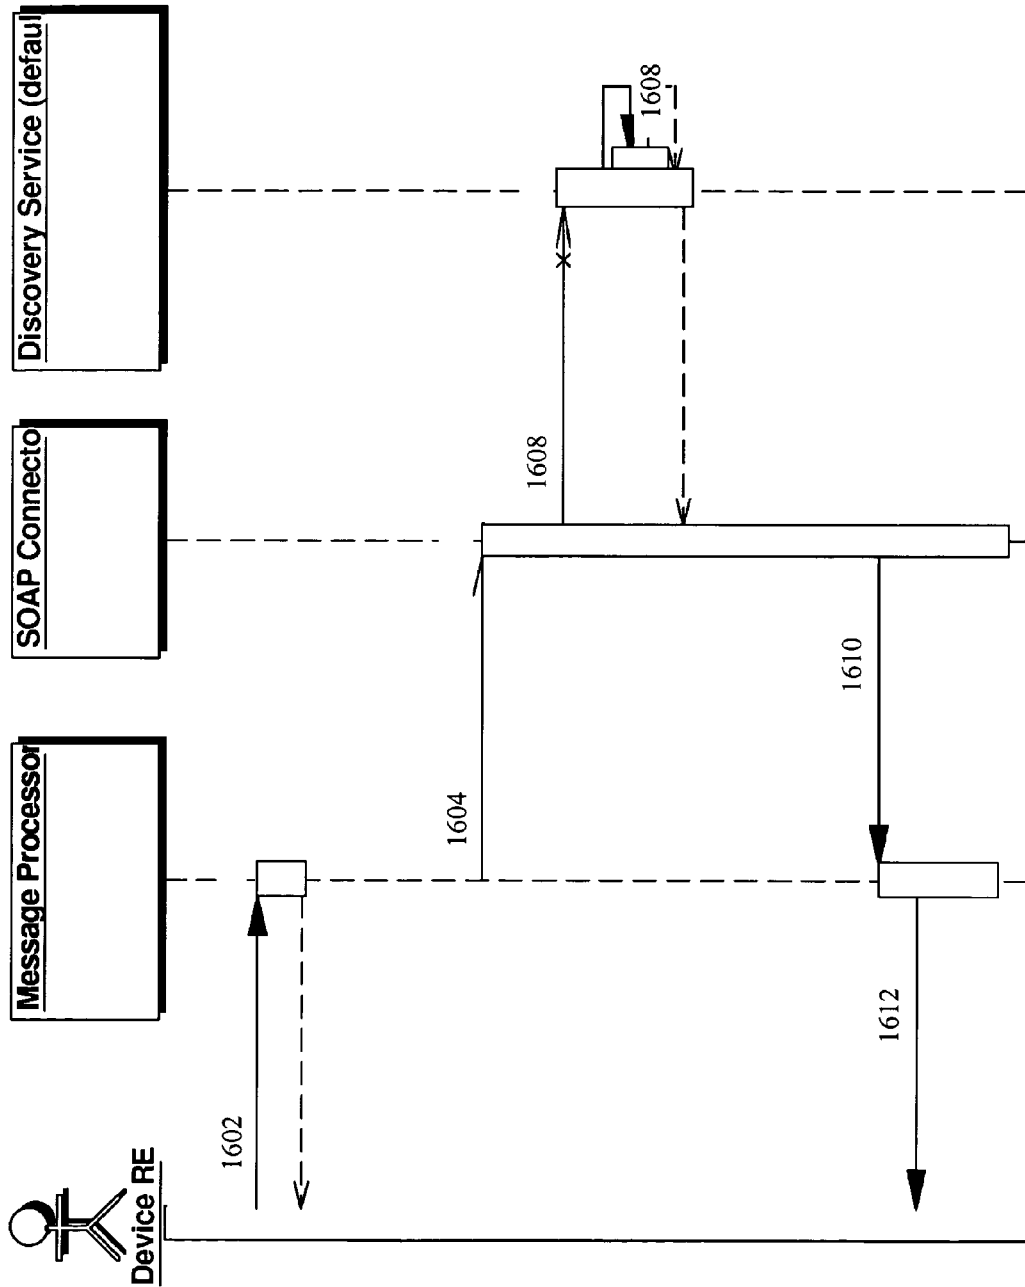 Device RE
Message Processor
SOAP Connecto
Discovery Service (defaul
1602
1604
1608
1608
1610
1612